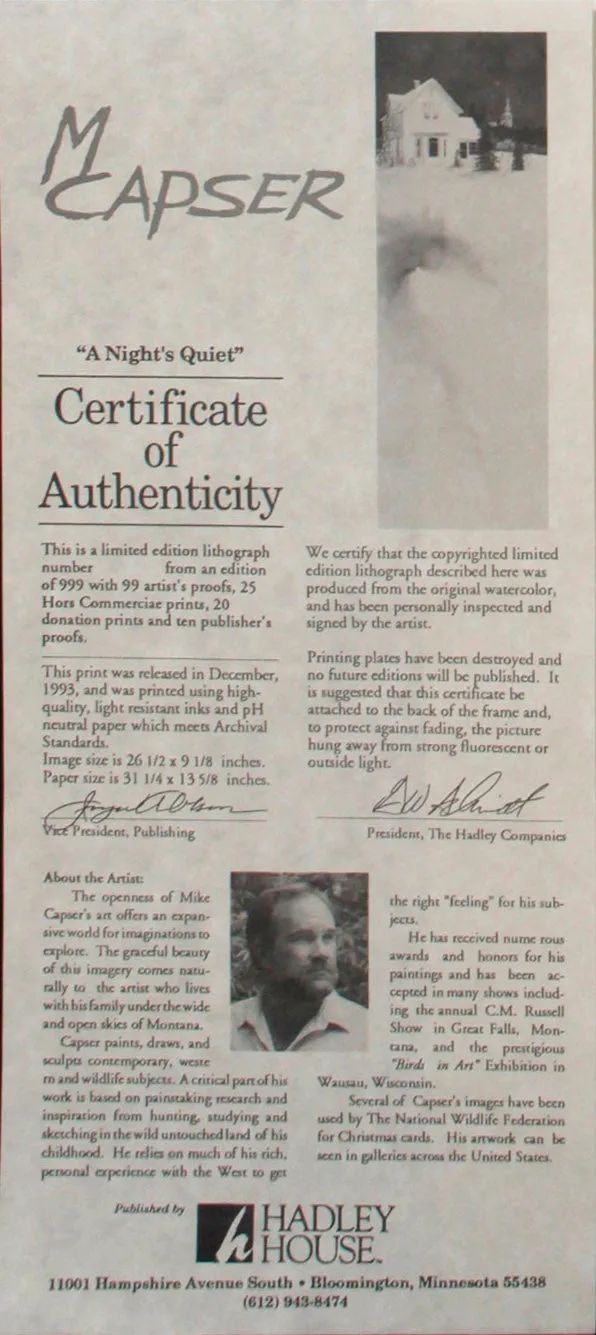 M
CAPSER
“A Night's Quiet”
Certificate
of
Authenticity
This is a limited edition lithograph
number from an edition
of 999 with 99 artist's proofs, 25
Hors Commerciae prints, 20
donation prints and ten publisher's
proofs.
This print was released in December,
1993, and was printed using high-
quality, light resistant inks and pH
neutral paper which meets Archival
Standards.
Image size is 26 1/2 x 9 1/8 inches.
Paper size is 31 1/4 x 13 5/8 inches.
Vice President, Publishing
We certify that the copyrighted limited
edition lithograph described here was
produced from the original watercolor,
and has been personally inspected and
signed by the artist.
Printing plates have been destroyed and
no future editions will be published. It
is suggested that this certificate be
attached to the back of the frame and,
to protect against fading, the picture
hung away from strong fluorescent or
outside light.
President, The Hadley Companies
About the Artist:
The openness of Mike
Capser's art offers an expan-
sive world for imaginations to
explore. The graceful beauty
of this imagery comes natu-
rally to the artist who lives
with his family under the wide
and open skies of Montana.
Capser paints, draws, and
sculpts contemporary, weste
rn and wildlife subjects. A critical part of his
work is based on painstaking research and
inspiration from hunting, studying and
sketching in the wild untouched land of his
childhood. He relies on much of his rich,
personal experience with the West to get
the right "feeling" for his sub-
jects.
He has received nume rous
awards and honors for his
paintings and has been ac-
cepted in many shows includ-
ing the annual C.M. Russell
Show in Great Falls, Mon-
tana, and the prestigious
"Birds in Art" Exhibition in
Wausau, Wisconsin.
Several of Capser's images have been
used by The National Wildlife Federation
for Christmas cards. His artwork can be
seen in galleries across the United States.
Published by
h HADLEY
HOUSE™
11001 Hampshire Avenue South • Bloomington, Minnesota 55438
(612) 943-8474